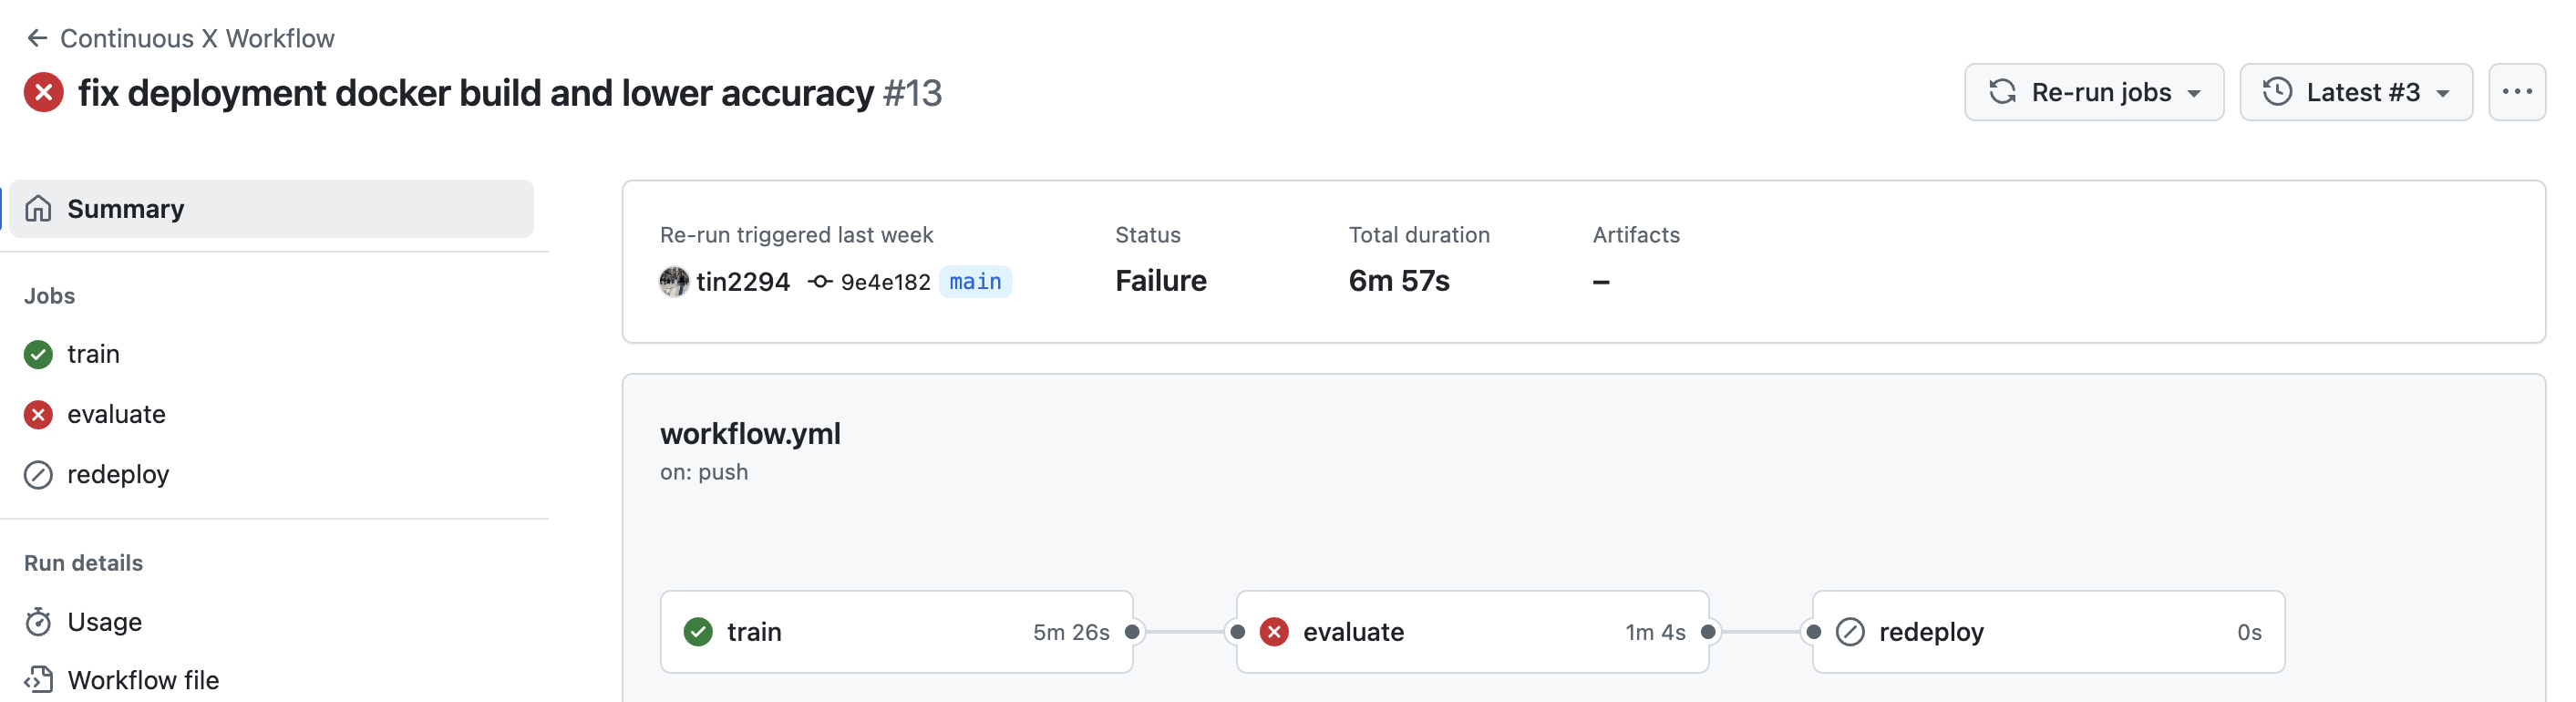 Continuous X Workflow
fix deployment docker build and lower accuracy #13
Re-run jobs
Latest #3
Summary
Jobs
train
evaluate
redeploy
Run details
Usage
Workflow file
Re-run triggered last week
tin2294 9e4e182 main
Status
Failure
Total duration
6m 57s
Artifacts
–
workflow.yml
on: push
train 5m 26s
evaluate 1m 4s
redeploy 0s